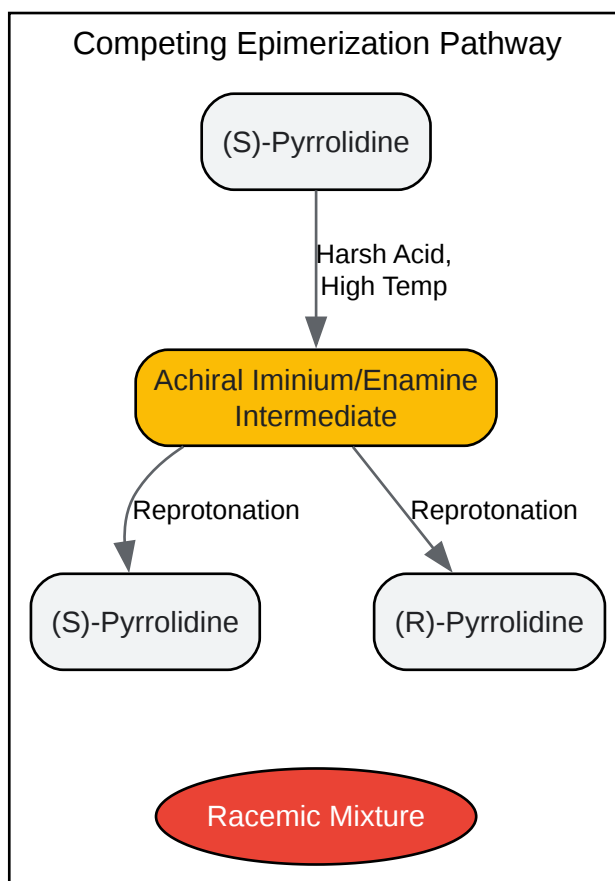 Competing Epimerization Pathway
(S)-Pyrrolidine
Harsh Acid,
High Temp
Achiral Iminium/Enamine
Intermediate
Reprotonation
Reprotonation
(S)-Pyrrolidine
(R)-Pyrrolidine
Racemic Mixture